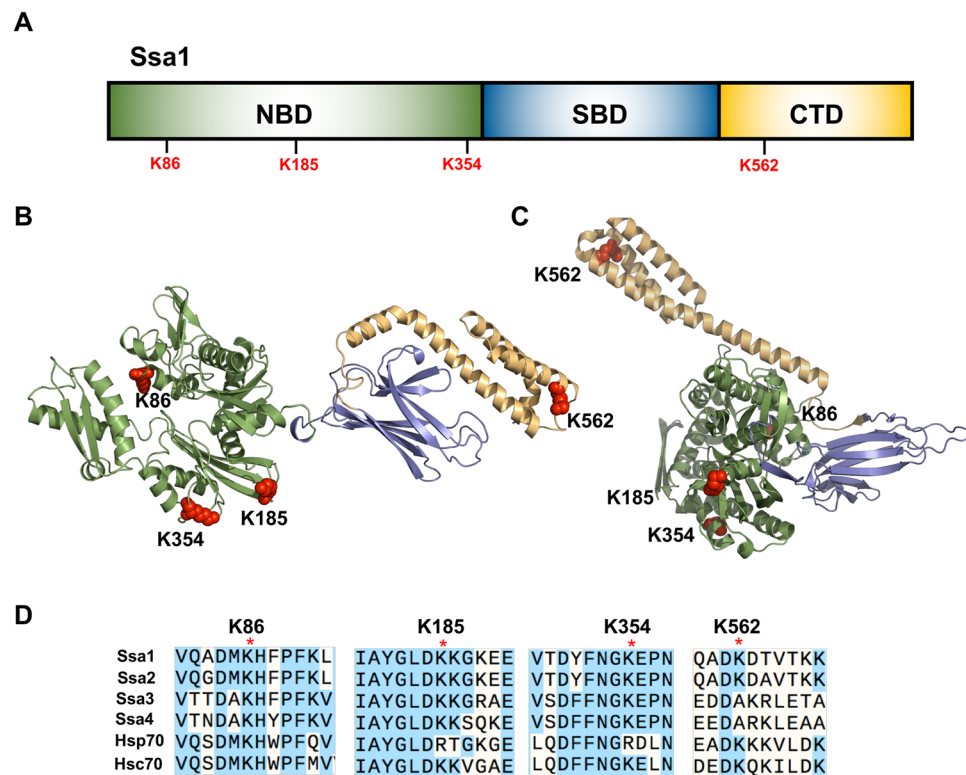 A
Ssa1
NBD SBD CTD
K86 K185 K354 K562
B
K86
K185
K354
K562
C
K562
K86
K185
K354
D
K86 K185 K354 K562
* * * *
Ssa1 VQADMKHFPFKL IAYGLDKKGKEE VTDYFNGKEPN QADKDTVTKK
Ssa2 VQGDMKHFPFKL IAYGLDKKGKEE VTDYFNGKEPN QADKDAVTKK
Ssa3 VTTDAKHFPFKV IAYGLDKKGRAE VSDFFNGKEPN EEDAKRLETA
Ssa4 VTNDAKHYPFKV IAYGLDKKSQKE VSDFFNGKEPN EEDARKLEAA
Hsp70 VQSDMKHWPFQV IAYGLDRTGKGE LQDFFNGRDLN EADKKKVLDK
Hsc70 VQSDMKHWPFMV IAYGLDKKVGAE LQDFFNGKELN DEDKQKILDK